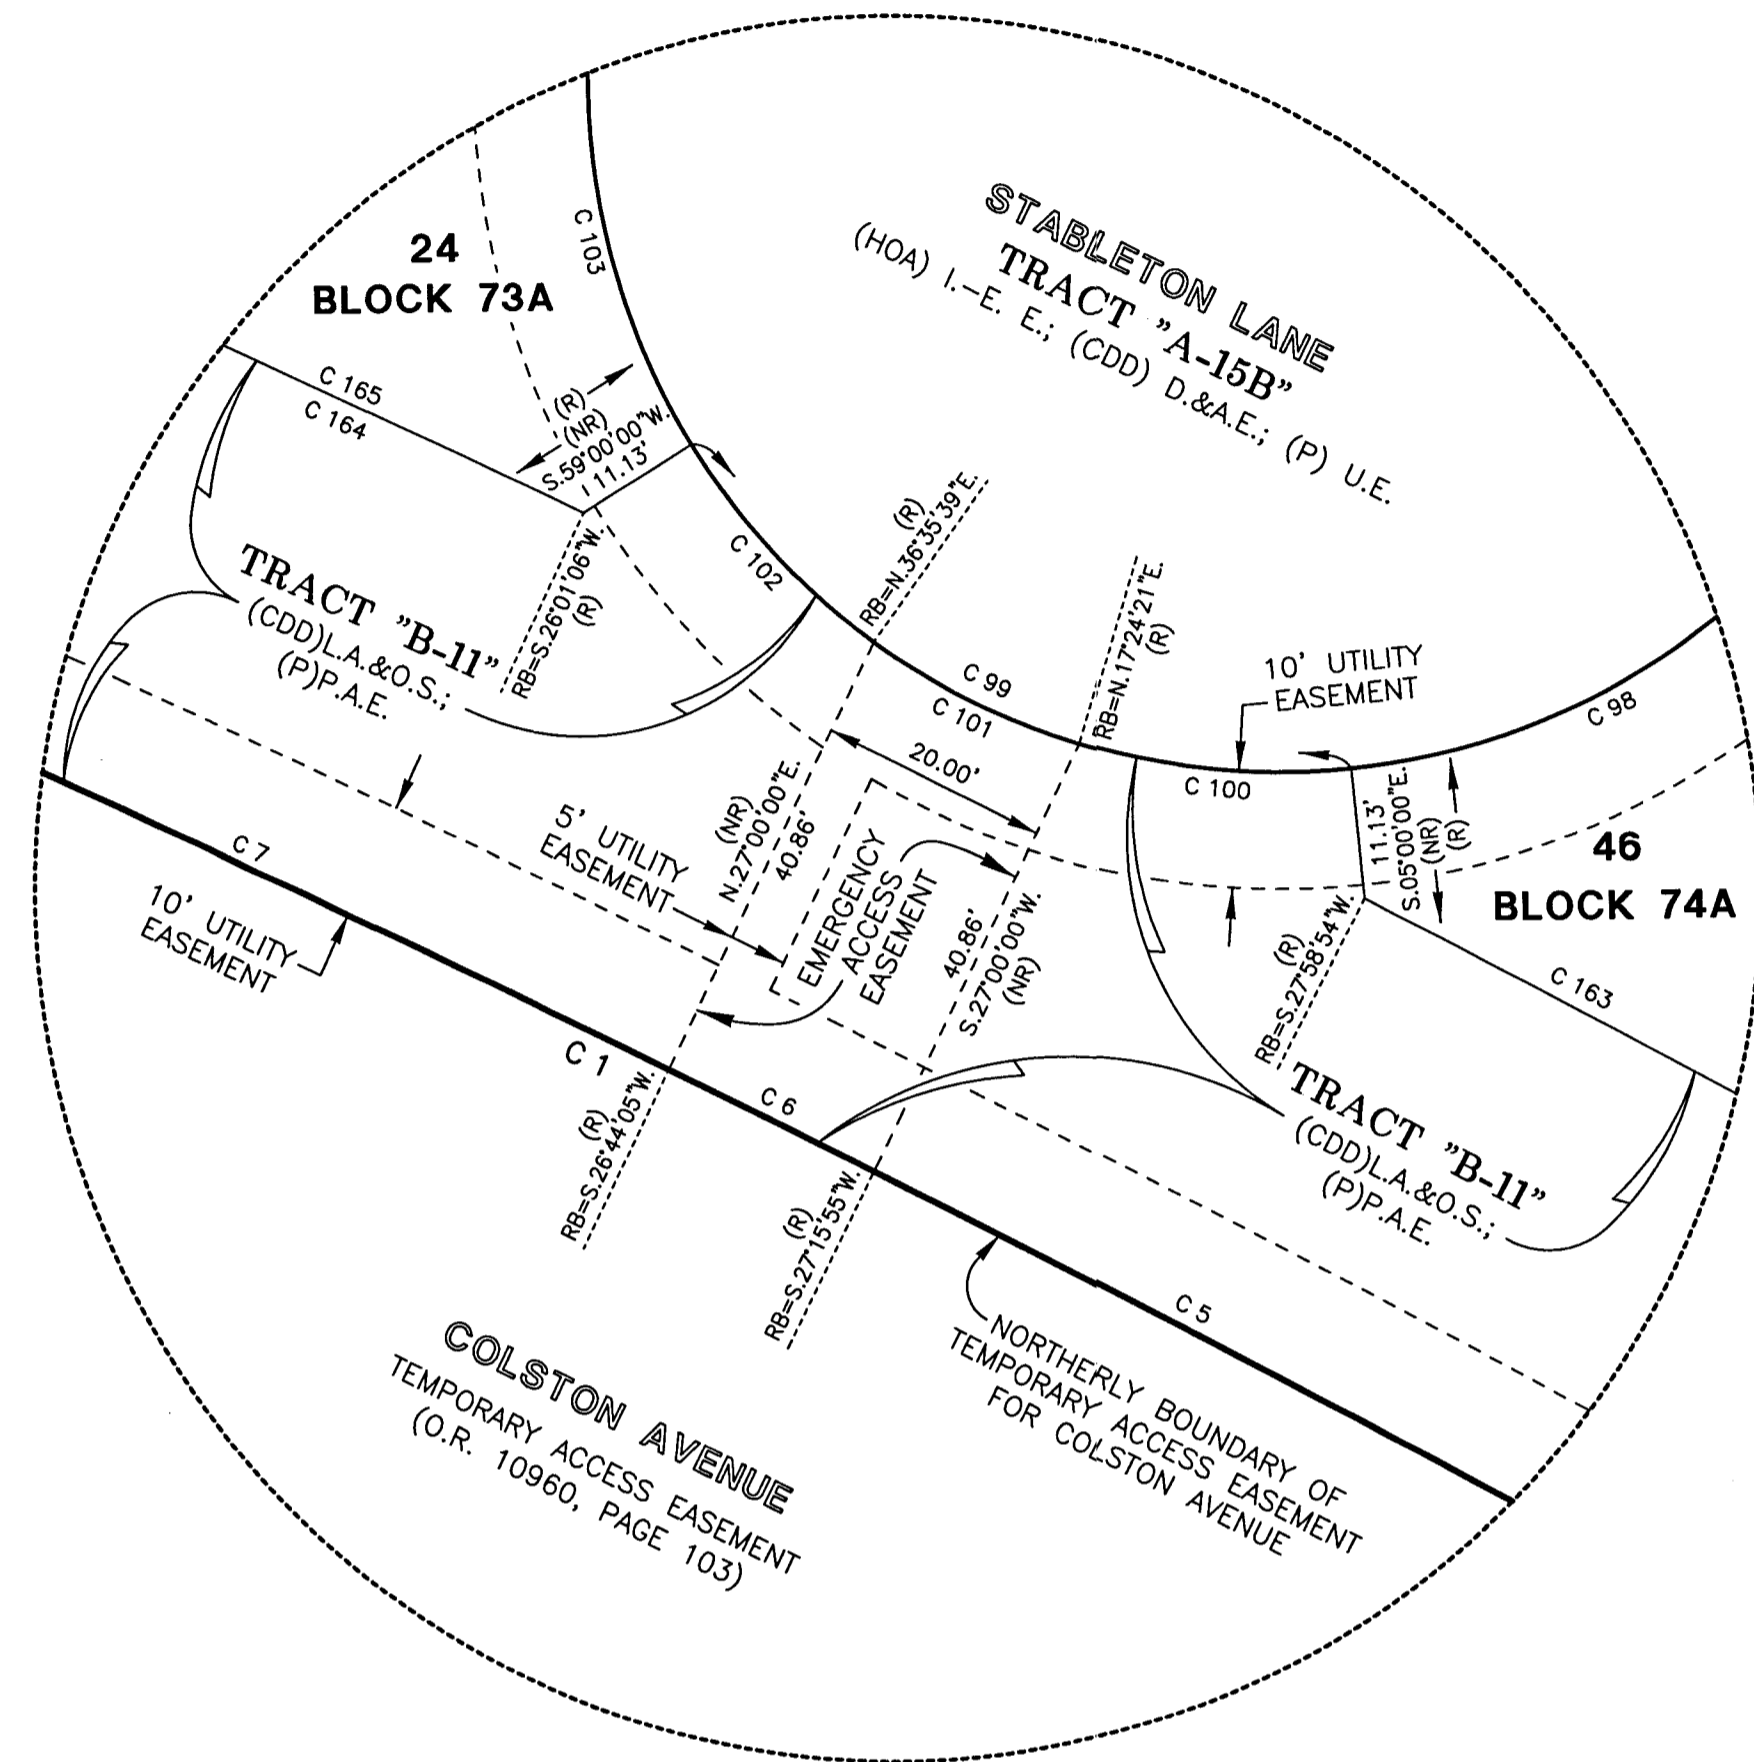 STABLETON LANE
TRACT "A-15B"
(HOA) I.-E. E.; (CDD) D.&A.E.; (P) U.E.
24
BLOCK 73A
C 103
C 165
C 164
(R)
(NR)
S.59°00'00"W.
11.13'
RB=S.26°01'06"W.
(R)
C 102
(R)
RB=N.36°35'39"E.
RB=N.17°24'21"E.
(R)
TRACT "B-11"
(CDD)L.A.&O.S.;
(P)P.A.E.
C 99
C 101
10' UTILITY
EASEMENT
C 98
C 100
20.00'
(NR)
N.27°00'00"E.
40.86'
5' UTILITY
EASEMENT
EMERGENCY
ACCESS
EASEMENT
40.86'
S.27°00'00"W.
(NR)
11.13'
S.05°00'00"E.
(NR)
(R)
46
BLOCK 74A
(R)
RB=S.27°58'54"W.
C 163
C 7
10' UTILITY
EASEMENT
C 1
C 6
(R)
RB=S.26°44'05"W.
(R)
RB=S.27°15'55"W.
TRACT "B-11"
(CDD)L.A.&O.S.;
(P)P.A.E.
C 5
NORTHERLY BOUNDARY OF
TEMPORARY ACCESS EASEMENT
FOR COLSTON AVENUE
COLSTON AVENUE
TEMPORARY ACCESS EASEMENT
(O.R. 10960, PAGE 103)